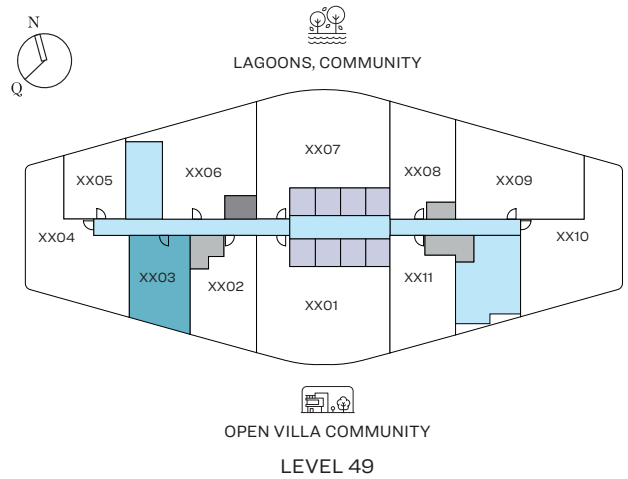 N
Q
LAGOONS, COMMUNITY
XX07
XX08
XX06
XX05
XX09
XX04
XX10
XX03
XX11
XX02
XX01
OPEN VILLA COMMUNITY
LEVEL 49